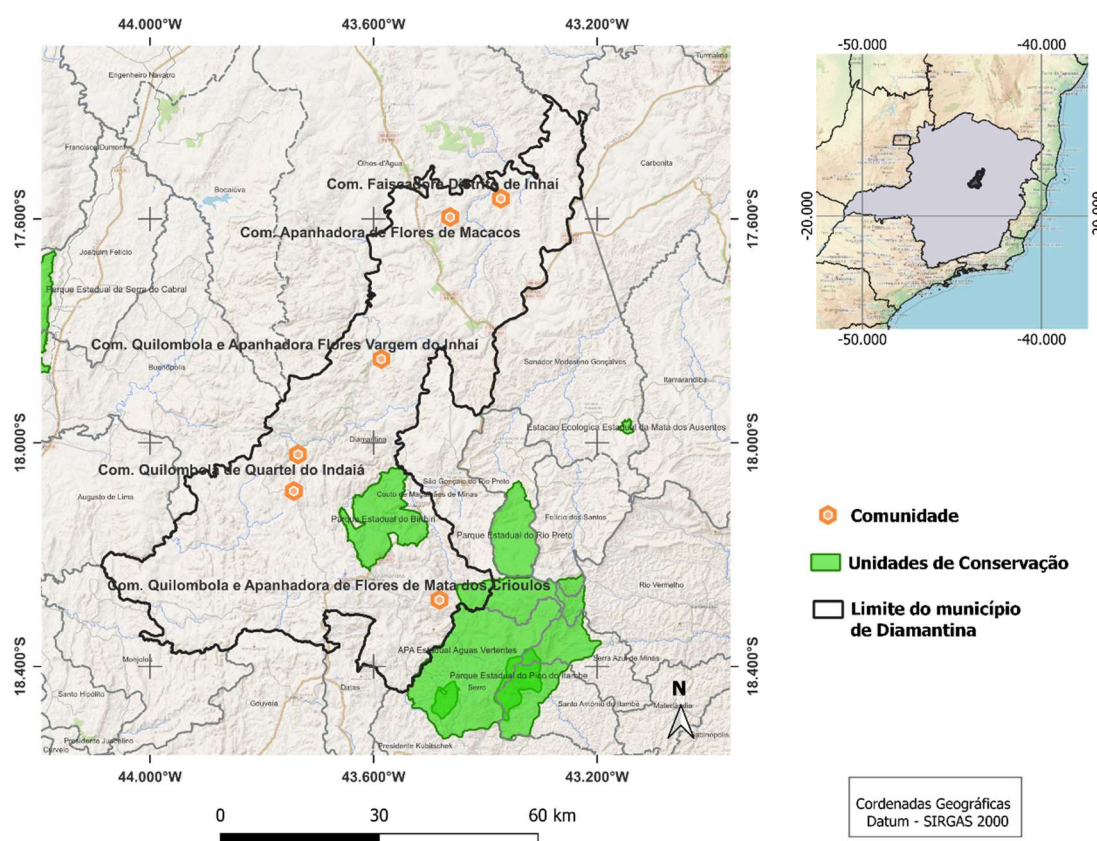 44.000°W
43.600°W
43.200°W
Turmalina
Engenheiro Navarro
Francisco Dumont
Olhos-d'Água
Carbonita
Com. Faiscadora Distrito de Inhaí
Bocaiúva
17.600°S
17.600°S
Com. Apanhadora de Flores de Macacos
Joaquim Felício
Parque Estadual da Serra do Cabral
Com. Quilombola e Apanhadora Flores Vargem do Inhaí
Buenópolis
Senador Modestino Gonçalves
Itamarandiba
Estacao Ecologica Estadual da Mata dos Ausentes
18.000°S
18.000°S
Diamantina
Com. Quilombola de Quartel do Indaiá
São Gonçalo do Rio Preto
Couto de Magalhães de Minas
Augusto de Lima
Parque Estadual do Biribiri
Felício dos Santos
Parque Estadual do Rio Preto
Com. Quilombola e Apanhadora de Flores de Mata dos Crioulos
Rio Vermelho
APA Estadual Aguas Vertentes
Monjolos
Serra Azul de Minas
18.400°S
18.400°S
Parque Estadual do Pico do Itambe
Serro
Datas
Santo Hipólito
Gouveia
Santo Antônio do Itambé
Materlândia
Presidente Juscelino
Curvelo
Presidente Kubitschek
N
44.000°W
43.600°W
43.200°W
0
30
60 km
-50.000
-40.000
-20.000
-20.000
-50.000
-40.000
Comunidade
Unidades de Conservação
Limite do município
de Diamantina
Cordenadas Geográficas
Datum - SIRGAS 2000